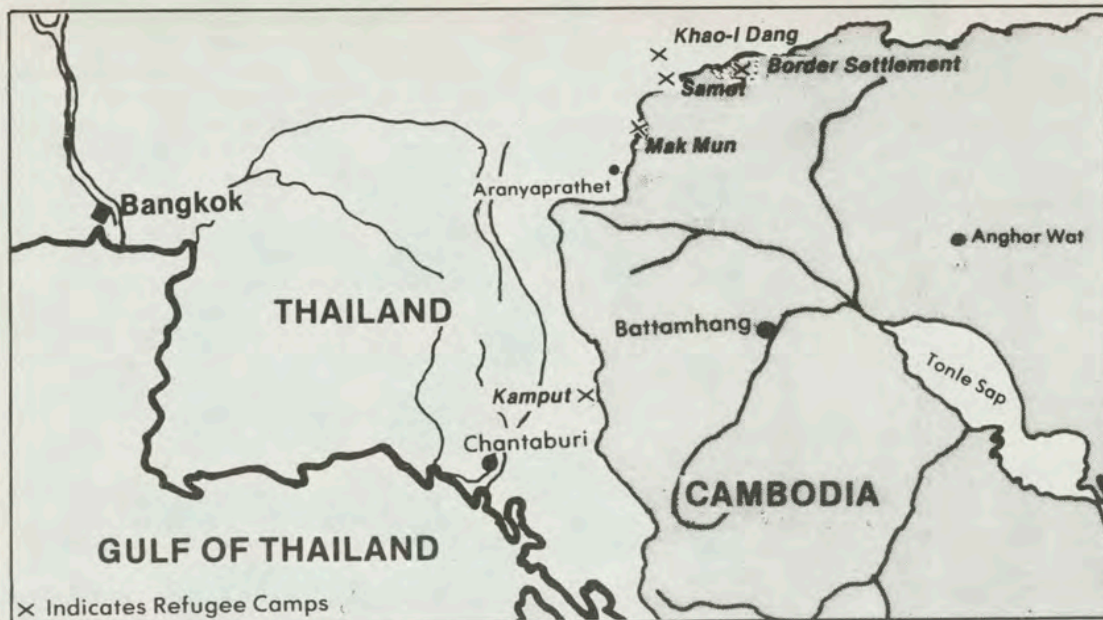 Khao-I Dang
Border Settlement
Samet
Mak Mun
Aranyaprathet
Bangkok
Anghor Wat
THAILAND
Battamhang
Tonle Sap
Kamput
Chantaburi
CAMBODIA
GULF OF THAILAND
× Indicates Refugee Camps